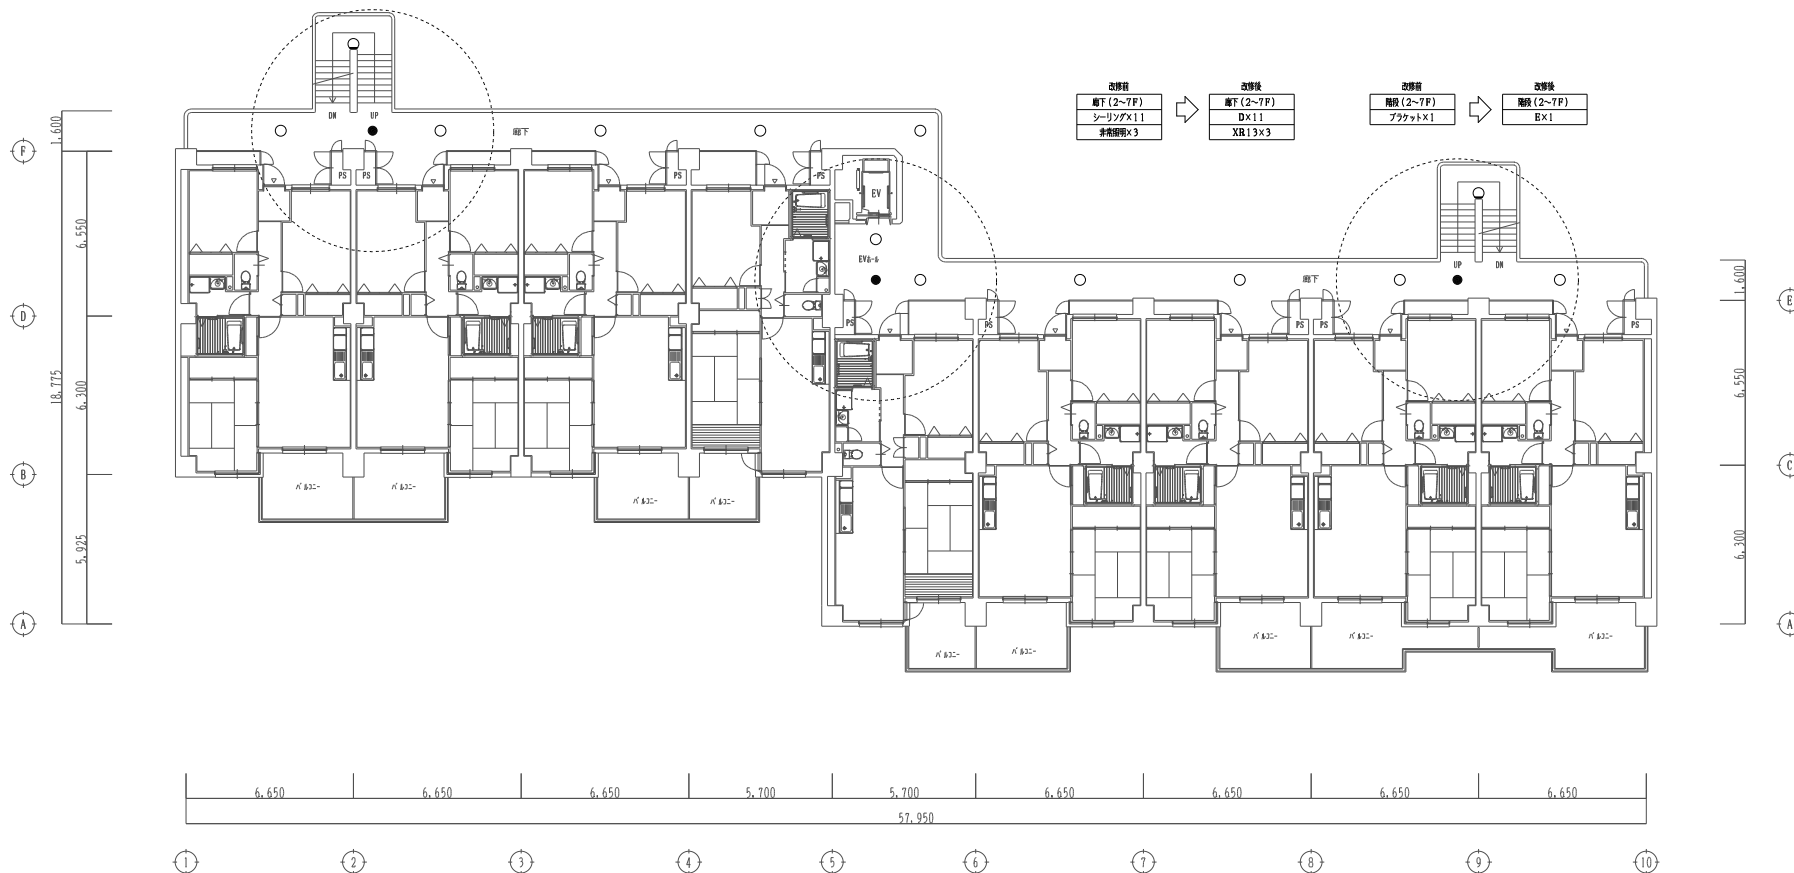 改修前
廊下(2~7F)
シーリング×11
非常照明×3
改修後
廊下(2~7F)
D×11
XR13×3
改修前
階段(2~7F)
ブラケット×1
改修後
階段(2~7F)
E×1
DN
UP
廊下
PS
PS
PS
PS
EV
EVホール
UP
DN
廊下
PS
PS
PS
PS
PS
バルコニー
バルコニー
バルコニー
バルコニー
バルコニー
バルコニー
バルコニー
バルコニー
バルコニー
F
D
B
A
1,600
6,550
18,775
6,300
5,925
E
C
A
1,600
6,550
6,300
6,650
6,650
6,650
5,700
5,700
6,650
6,650
6,650
6,650
57,950
1
2
3
4
5
6
7
8
9
10